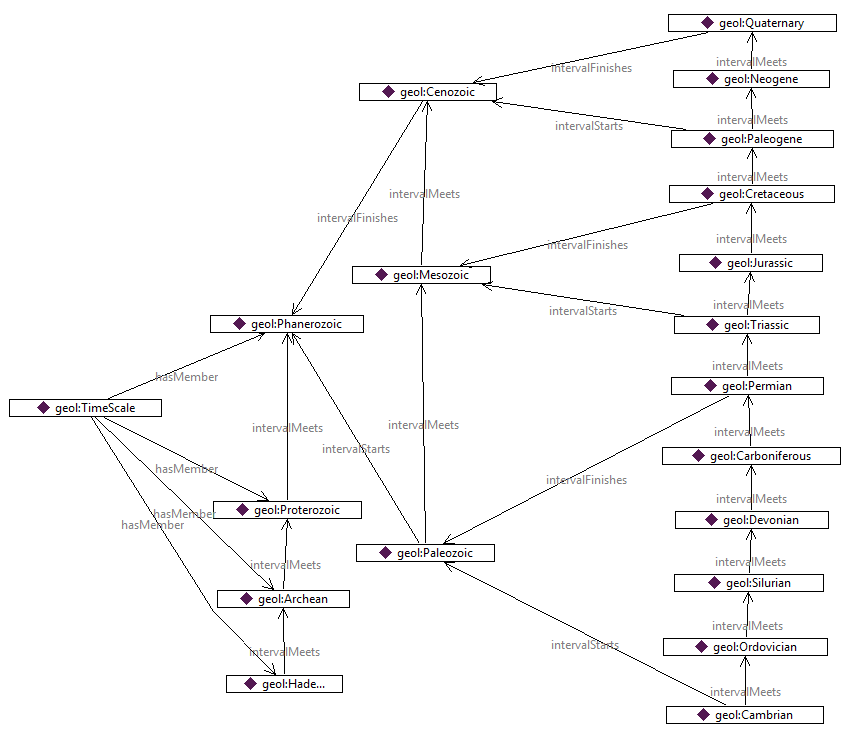 geol:Quaternary
intervalMeets
intervalFinishes
geol:Neogene
geol:Cenozoic
intervalMeets
intervalStarts
geol:Paleogene
intervalMeets
intervalMeets
geol:Cretaceous
intervalFinishes
intervalMeets
intervalFinishes
geol:Jurassic
geol:Mesozoic
intervalMeets
intervalStarts
geol:Phanerozoic
geol:Triassic
intervalMeets
hasMember
geol:Permian
geol:TimeScale
intervalMeets
intervalMeets
intervalMeets
intervalStarts
geol:Carboniferous
hasMember
intervalFinishes
intervalMeets
geol:Proterozoic
hasMember
geol:Devonian
hasMember
geol:Paleozoic
intervalMeets
intervalMeets
geol:Silurian
geol:Archean
intervalMeets
intervalStarts
geol:Ordovician
intervalMeets
geol:Hade...
intervalMeets
geol:Cambrian